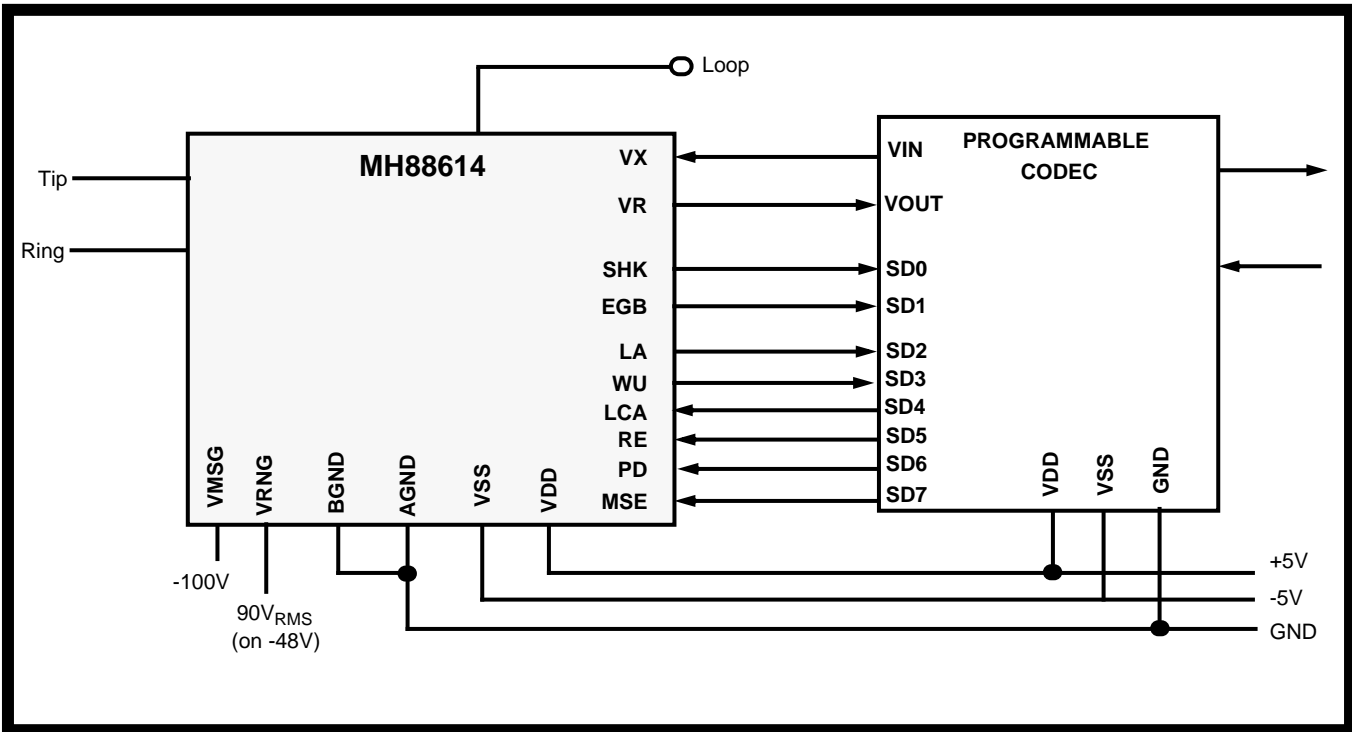 Loop
MH88614
PROGRAMMABLE
CODEC
Tip
Ring
VX
VR
SHK
EGB
LA
WU
LCA
RE
PD
MSE
VIN
VOUT
SD0
SD1
SD2
SD3
SD4
SD5
SD6
SD7
VMSG
VRNG
BGND
AGND
VSS
VDD
VDD
VSS
GND
-100V
90VRMS
(on -48V)
+5V
-5V
GND